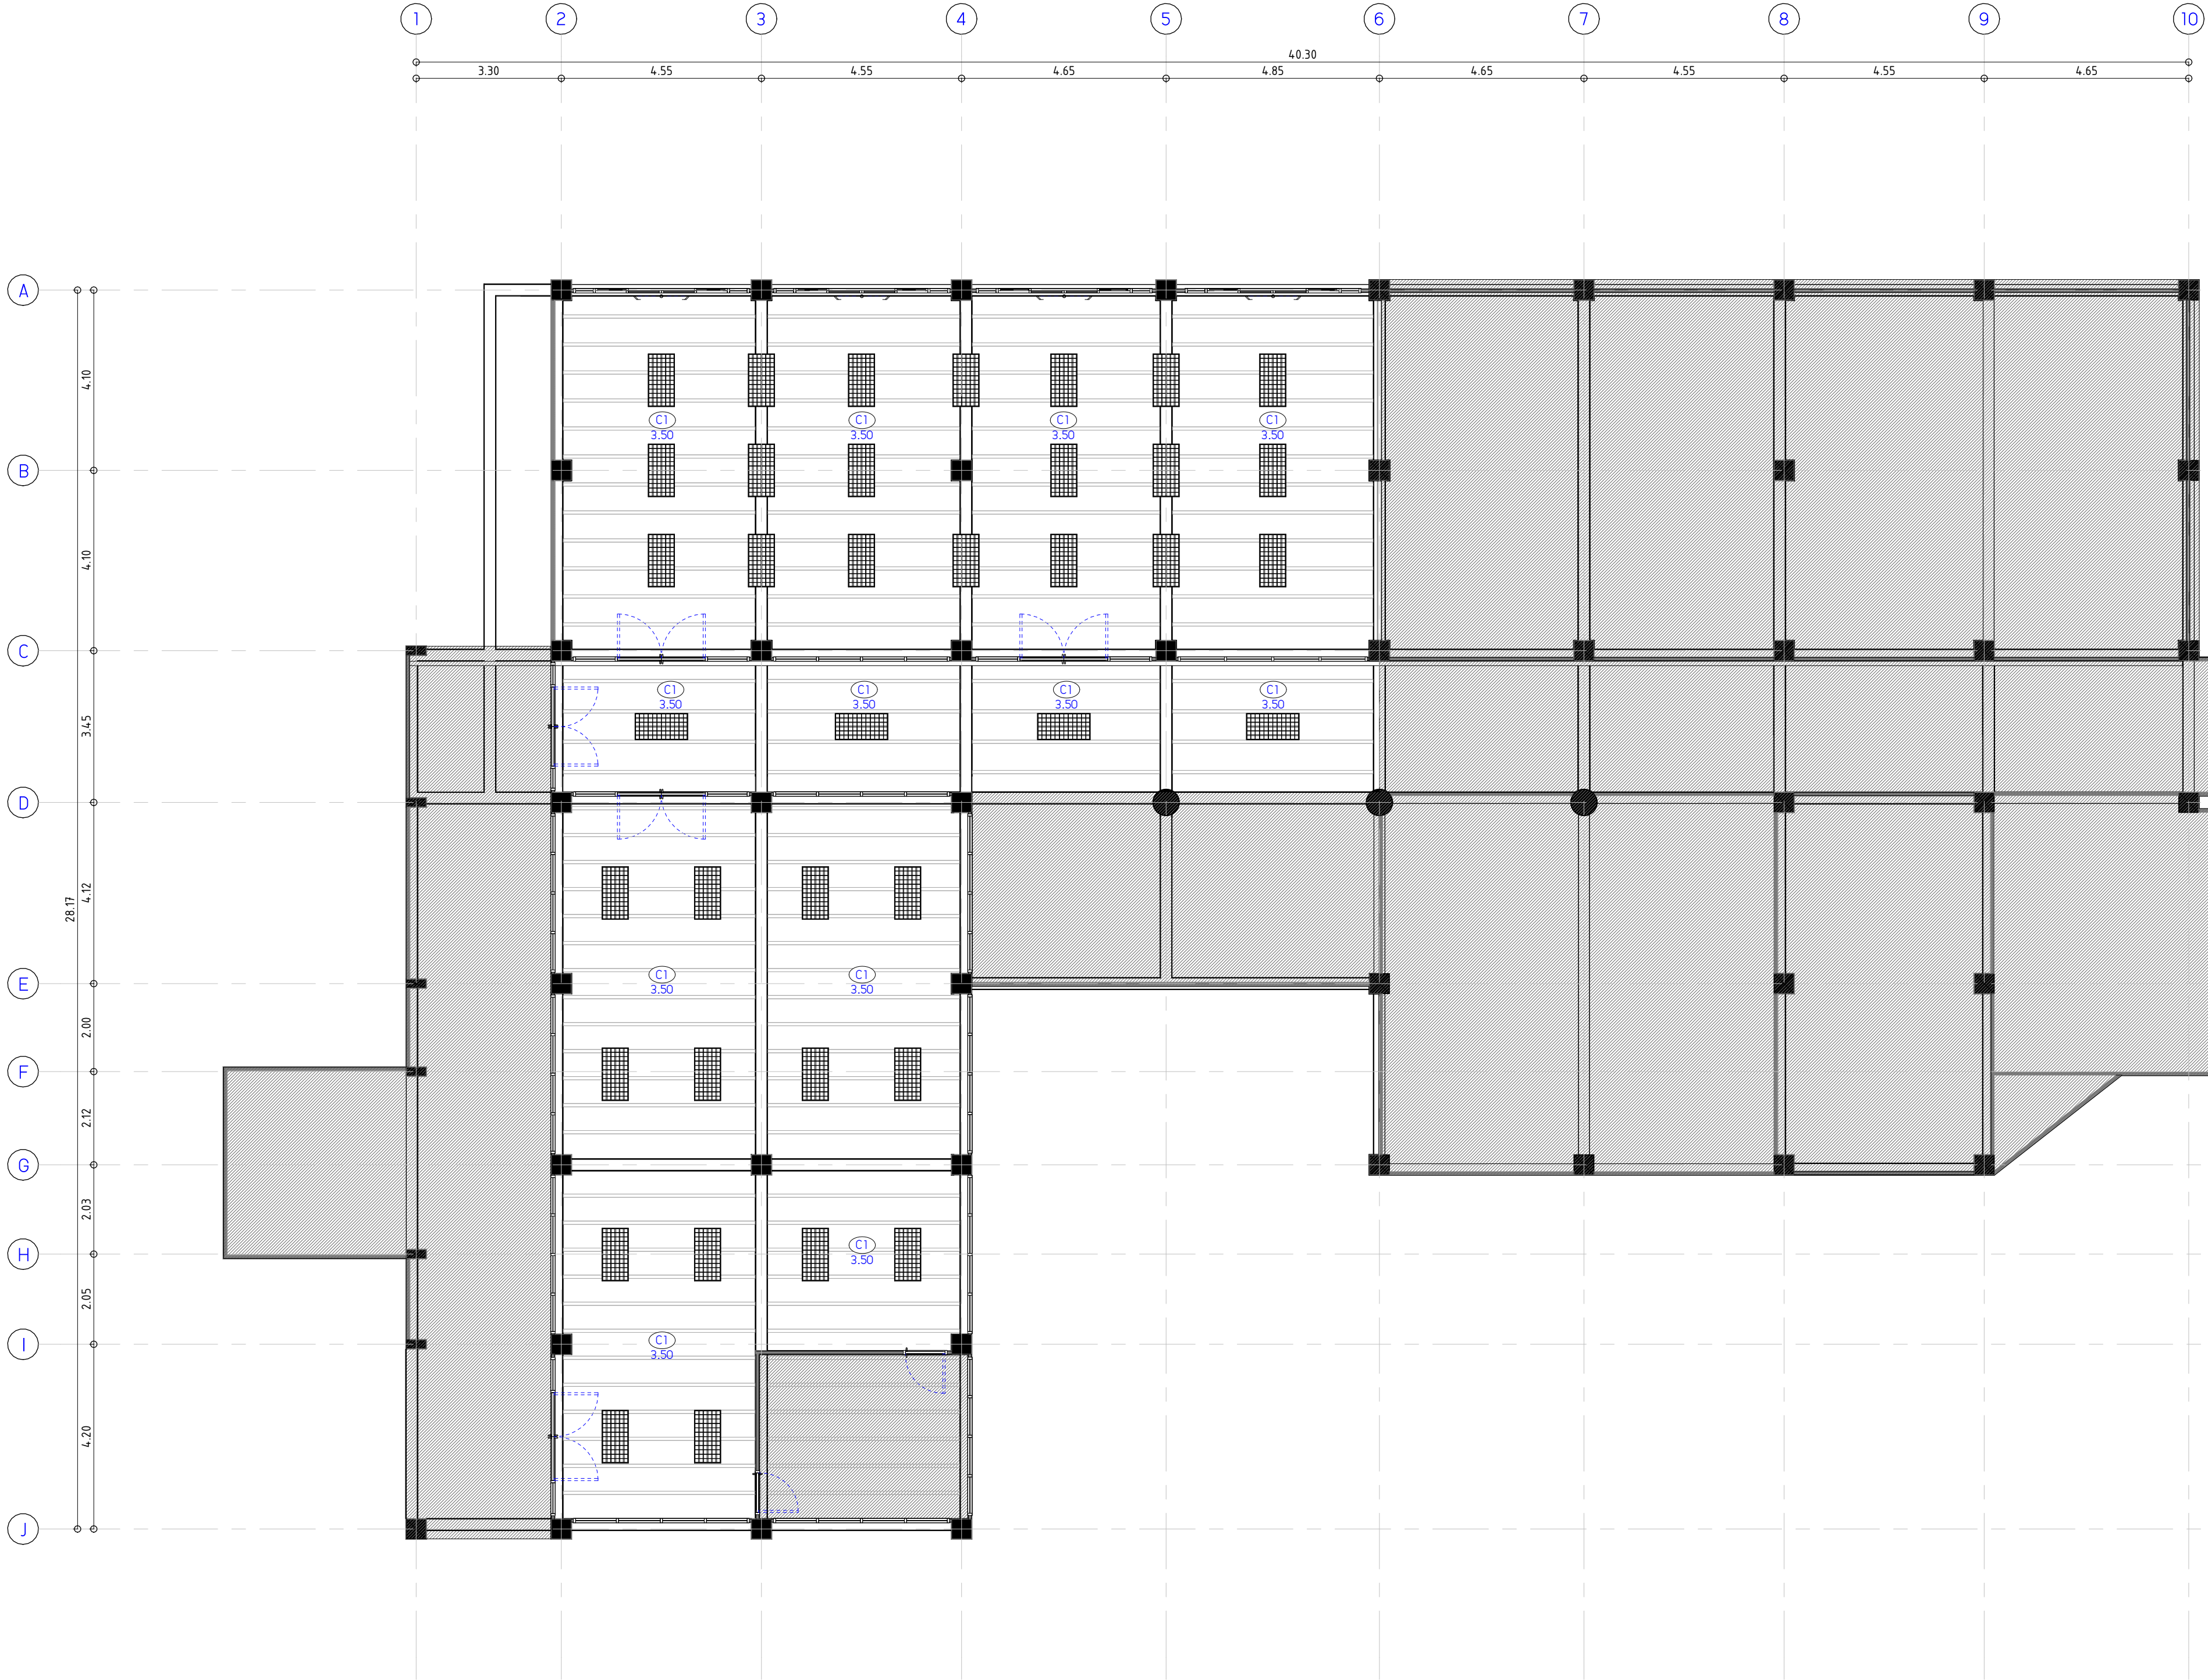 1 2 3 4 5 6 7 8 9 10
40.30
3.30 4.55 4.55 4.65 4.85 4.65 4.55 4.55 4.65
A
4.10
C1 C1 C1 C1
3.50 3.50 3.50 3.50
B
4.10
C
C1 C1 C1 C1
3.50 3.50 3.50 3.50
3.45
D
4.12
28.17
C1 C1
3.50 3.50
E
2.00
F
2.12
G
2.03
C1
3.50
H
2.05
C1
3.50
I
4.20
J